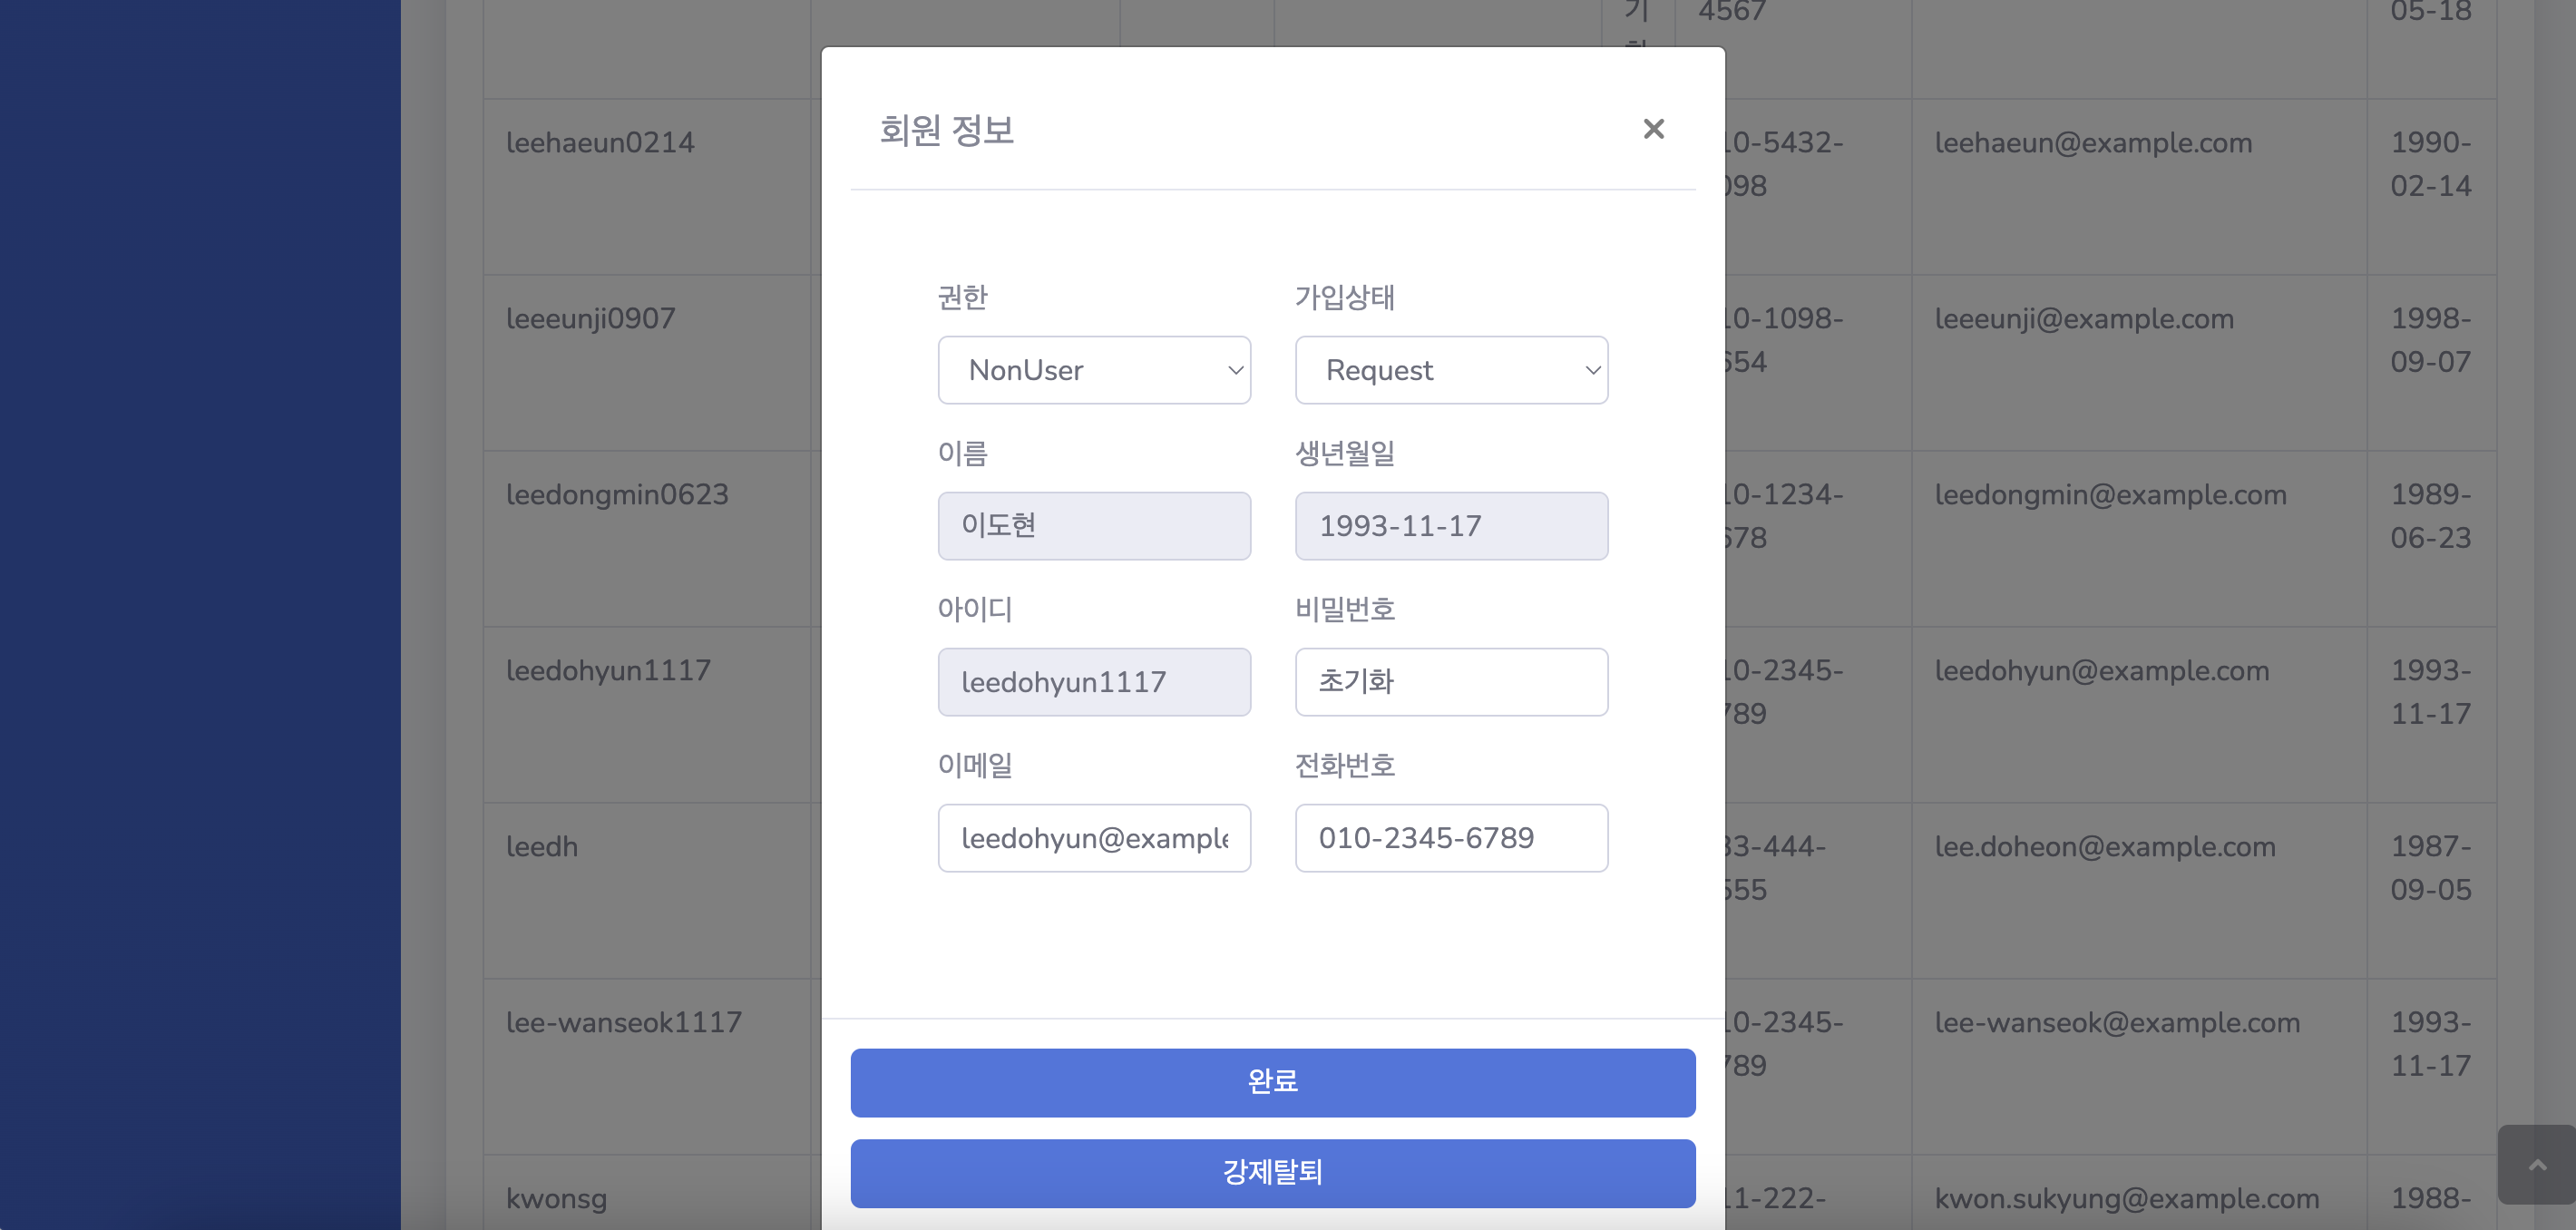 기
4567
05-18
회원 정보
×
leehaeun0214
10-5432-
098
leehaeun@example.com
1990-
02-14
권한
가입상태
leeeunji0907
10-1098-
654
leeeunji@example.com
1998-
09-07
NonUser
Request
이름
생년월일
leedongmin0623
10-1234-
678
leedongmin@example.com
1989-
06-23
이도현
1993-11-17
아이디
비밀번호
leedohyun1117
10-2345-
789
leedohyun@example.com
1993-
11-17
leedohyun1117
초기화
이메일
전화번호
leedh
33-444-
555
lee.doheon@example.com
1987-
09-05
leedohyun@example
010-2345-6789
lee-wanseok1117
10-2345-
789
lee-wanseok@example.com
1993-
11-17
완료
강제탈퇴
kwonsg
11-222-
kwon.sukyung@example.com
1988-